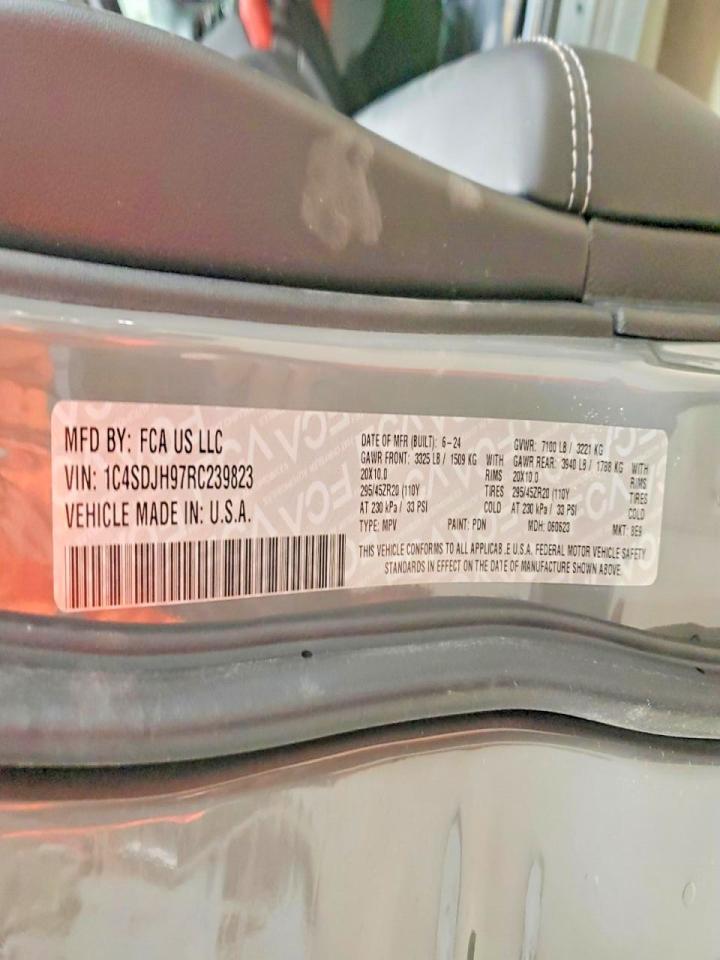 MFD BY: FCA US LLC
VIN: 1C4SDJH97RC239823
VEHICLE MADE IN: U.S.A.
DATE OF MFR (BUILT): 6-24
GAWR FRONT: 3325 LB / 1509 KG WITH
20X10.0 RIMS
295/45ZR20 (110Y TIRES
AT 230 kPa / 33 PSI COLD
TYPE: MPV PAINT: PDN
GVWR: 7100 LB / 3221 KG
GAWR REAR: 3940 LB / 1788 KG WITH
20X10.0 RIMS
295/45ZR20 (110Y TIRES
AT 230 kPa / 33 PSI COLD
MDH: 060620 MKT: 8E9
THIS VEHICLE CONFORMS TO ALL APPLICAB.E U.S.A. FEDERAL MOTOR VEHICLE SAFETY
STANDARDS IN EFFECT ON THE DATE OF MANUFACTURE SHOWN ABOVE.